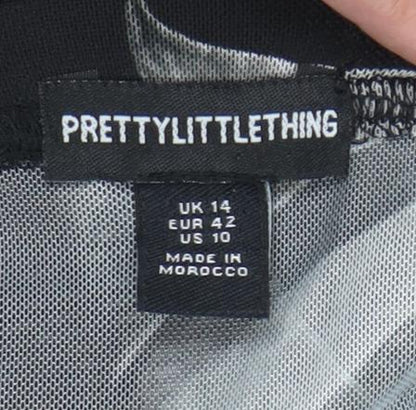 PRETTYLITTLETHING
UK 14
EUR 42
US 10
MADE IN
MOROCCO